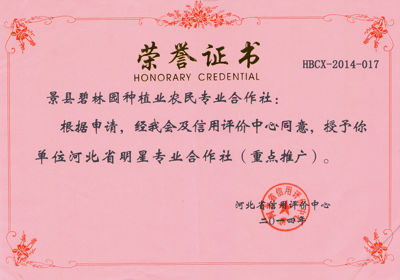 荣誉证书
HONORARY CREDENTIAL
HBCX-2014-017
景县碧林园种植业农民专业合作社：
根据申请，经我会及信用评价中心同意，授予你
单位河北省明星专业合作社（重点推广）。
河北省信用评价中心
二〇一四年